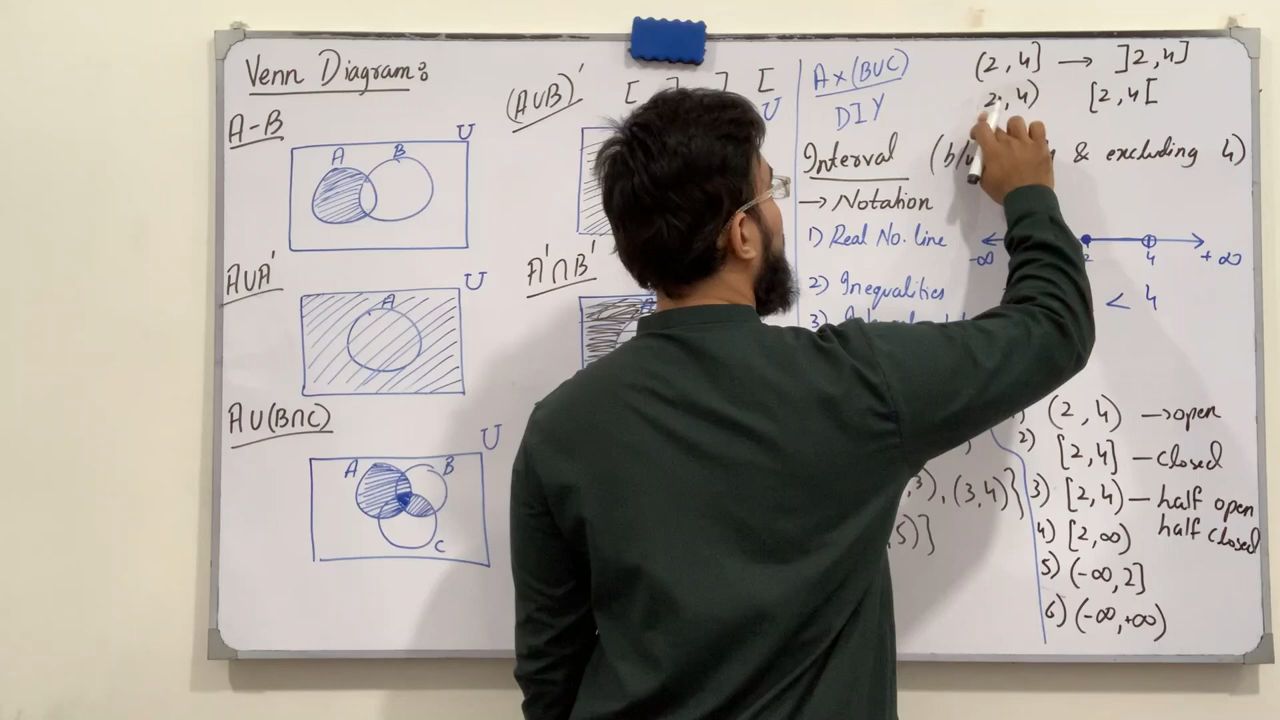 Venn Diagram:
A-B
U
A B
A∪A'
U
A
A∪(B∩C)
U
A B
C
(A∪B)'
[ ] ] [
U
A'∩B'
A×(B∪C)
DIY
(2,4] → ]2,4]
2,4) [2,4[
Interval ( & excluding 4)
→ Notation
1) Real No. line
-∞ 2 4 +∞
2) Inequalities
< 4
3)
1) (2,4) → open
2) [2,4] – closed
3) [2,4) – half open
half closed
4) [2,∞)
5) (-∞,2]
6) (-∞,+∞)
,3), (3,4)}
,5)}